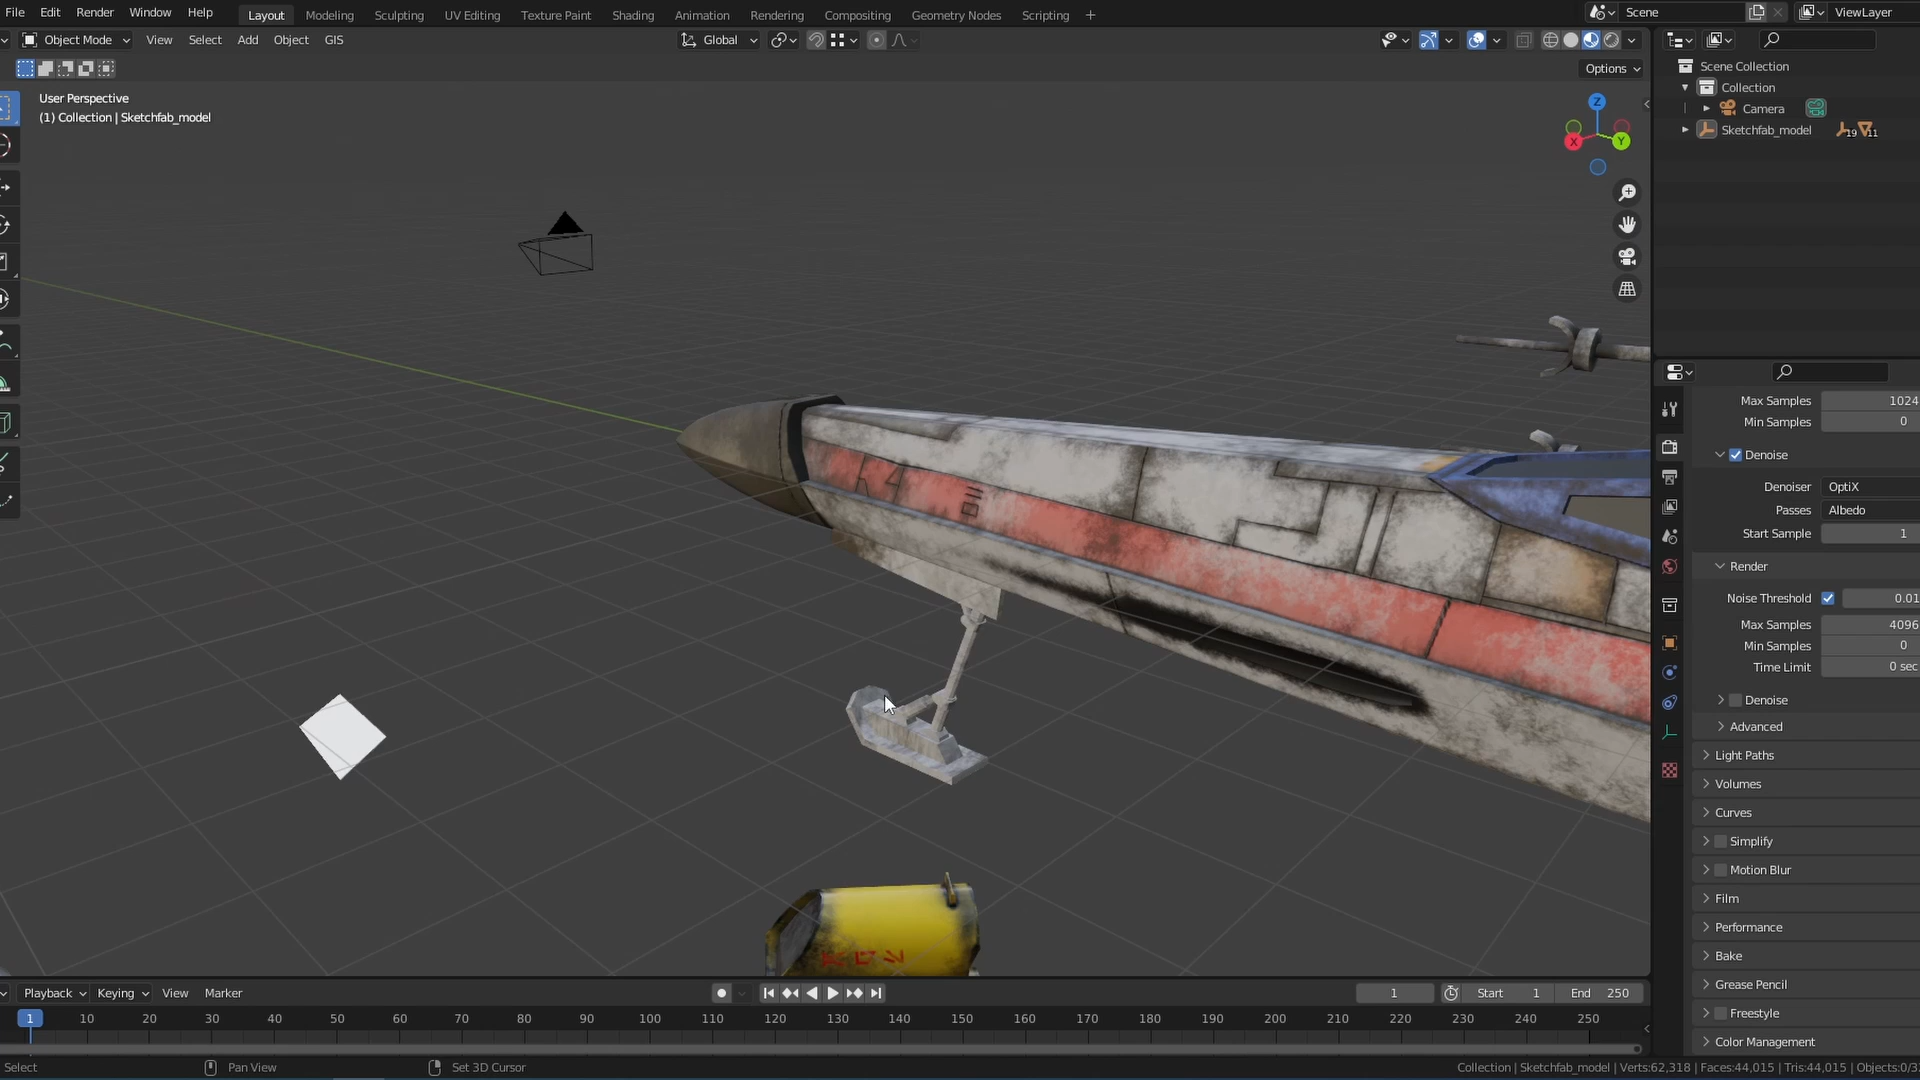 File Edit Render Window Help Layout Modeling Sculpting UV Editing Texture Paint Shading Animation Rendering Compositing Geometry Nodes Scripting + Scene ViewLayer
Object Mode View Select Add Object GIS Global
Options
User Perspective
(1) Collection | Sketchfab_model
Z
X
Y
Scene Collection
Collection
Camera
Sketchfab_model 19 11
Max Samples 1024
Min Samples 0
Denoise
Denoiser OptiX
Passes Albedo
Start Sample 1
Render
Noise Threshold 0.01
Max Samples 4096
Min Samples 0
Time Limit 0 sec
Denoise
Advanced
Light Paths
Volumes
Curves
Simplify
Motion Blur
Film
Performance
Bake
Grease Pencil
Freestyle
Color Management
Playback Keying View Marker 1 Start 1 End 250
1 10 20 30 40 50 60 70 80 90 100 110 120 130 140 150 160 170 180 190 200 210 220 230 240 250
Select Pan View Set 3D Cursor Collection | Sketchfab_model | Verts:62,318 | Faces:44,015 | Tris:44,015 | Objects:0/3